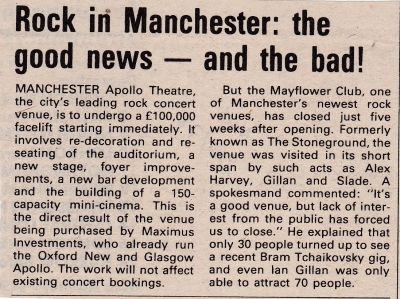 Rock in Manchester: the
good news — and the bad!
MANCHESTER Apollo Theatre,
the city's leading rock concert
venue, is to undergo a £100,000
facelift starting immediately. It
involves re-decoration and re-
seating of the auditorium, a
new stage, foyer improve-
ments, a new bar development
and the building of a 150-
capacity mini-cinema. This is
the direct result of the venue
being purchased by Maximus
Investments, who already run
the Oxford New and Glasgow
Apollo. The work will not affect
existing concert bookings.
But the Mayflower Club, one
of Manchester's newest rock
venues, has closed just five
weeks after opening. Formerly
known as The Stoneground, the
venue was visited in its short
span by such acts as Alex
Harvey, Gillan and Slade. A
spokesmand commented: "It's
a good venue, but lack of inter-
est from the public has forced
us to close." He explained that
only 30 people turned up to see
a recent Bram Tchaikovsky gig,
and even Ian Gillan was only
able to attract 70 people.